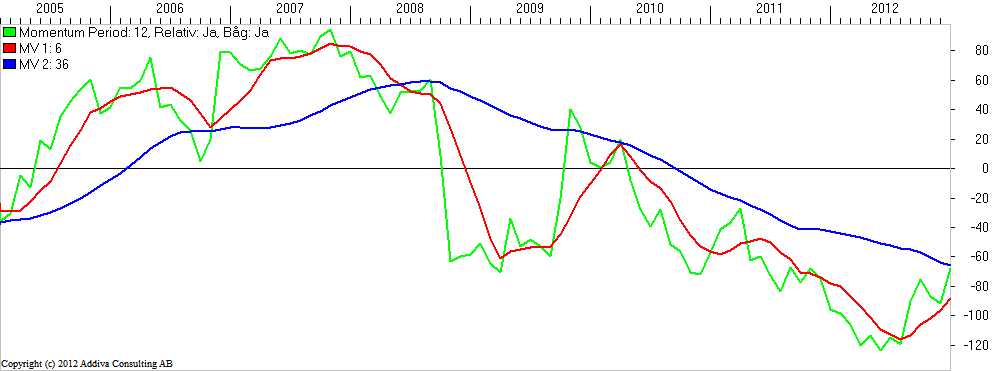 2005 2006 2007 2008 2009 2010 2011 2012
Momentum Period: 12, Relativ: Ja, Båg: Ja
MV 1: 6
MV 2: 36
80
60
40
20
0
-20
-40
-60
-80
-100
-120
Copyright (c) 2012 Addiva Consulting AB